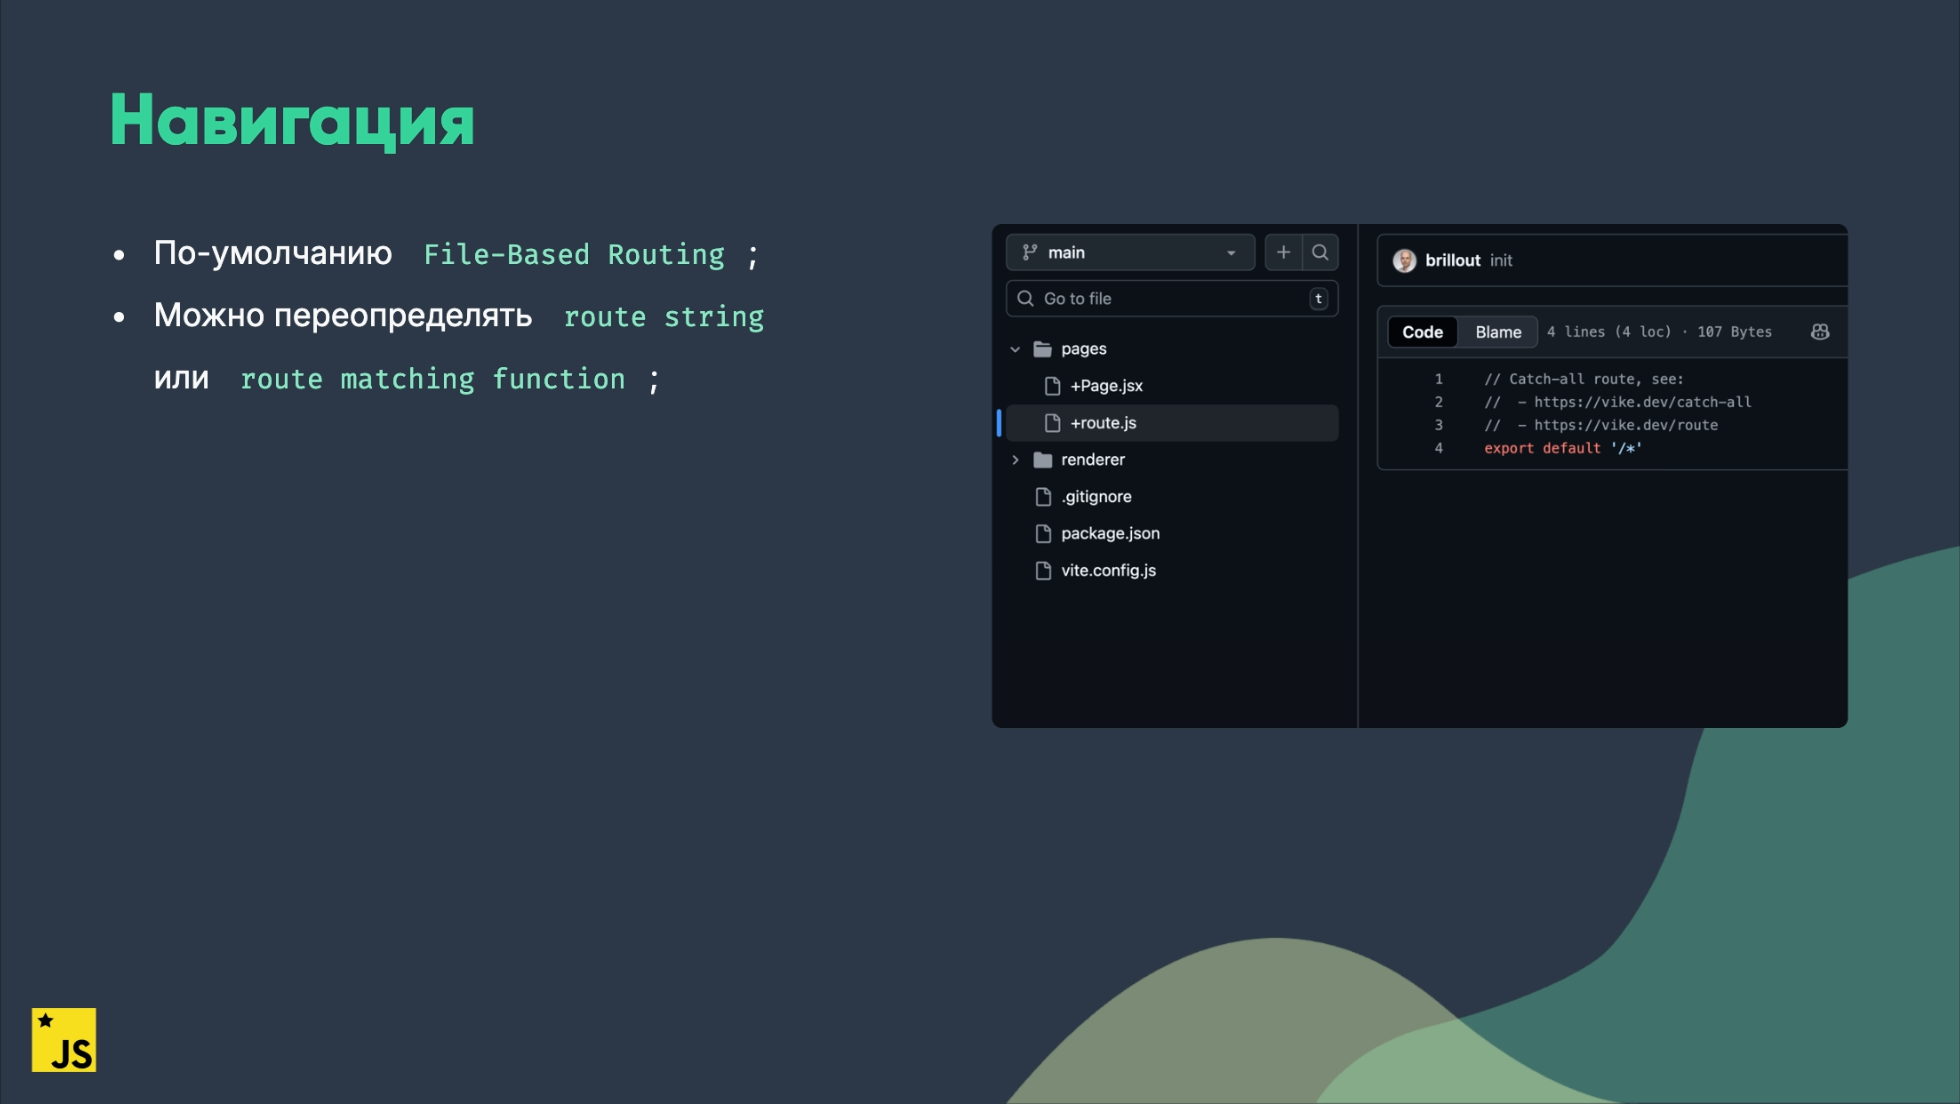 Навигация
• По-умолчанию File-Based Routing ;
• Можно переопределять route string
или route matching function ;
main
Go to file
t
pages
+Page.jsx
+route.js
renderer
.gitignore
package.json
vite.config.js
brillout init
Code Blame 4 lines (4 loc) · 107 Bytes
1 // Catch-all route, see:
2 // - https://vike.dev/catch-all
3 // - https://vike.dev/route
4 export default '/*'
JS